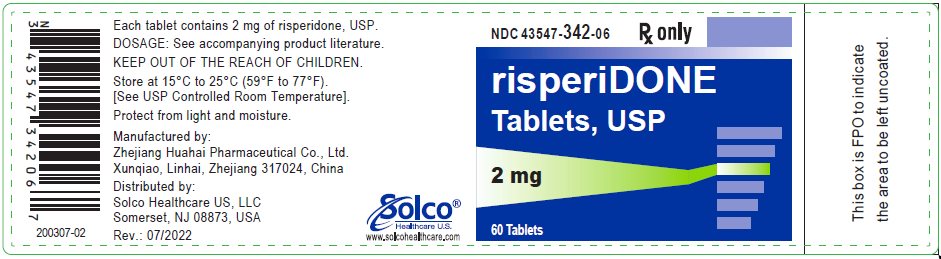 N
3
43547 34206
7
200307-02
Each tablet contains 2 mg of risperidone, USP.
DOSAGE: See accompanying product literature.
KEEP OUT OF THE REACH OF CHILDREN.
Store at 15°C to 25°C (59°F to 77°F).
[See USP Controlled Room Temperature].
Protect from light and moisture.
Manufactured by:
Zhejiang Huahai Pharmaceutical Co., Ltd.
Xunqiao, Linhai, Zhejiang 317024, China
Distributed by:
Solco Healthcare US, LLC
Somerset, NJ 08873, USA
Rev.: 07/2022
Solco®
Healthcare U.S.
www.solcohealthcare.com
NDC 43547-342-06 ℞ only
risperiDONE
Tablets, USP
2 mg
60 Tablets
This box is FPO to indicate
the area to be left uncoated.